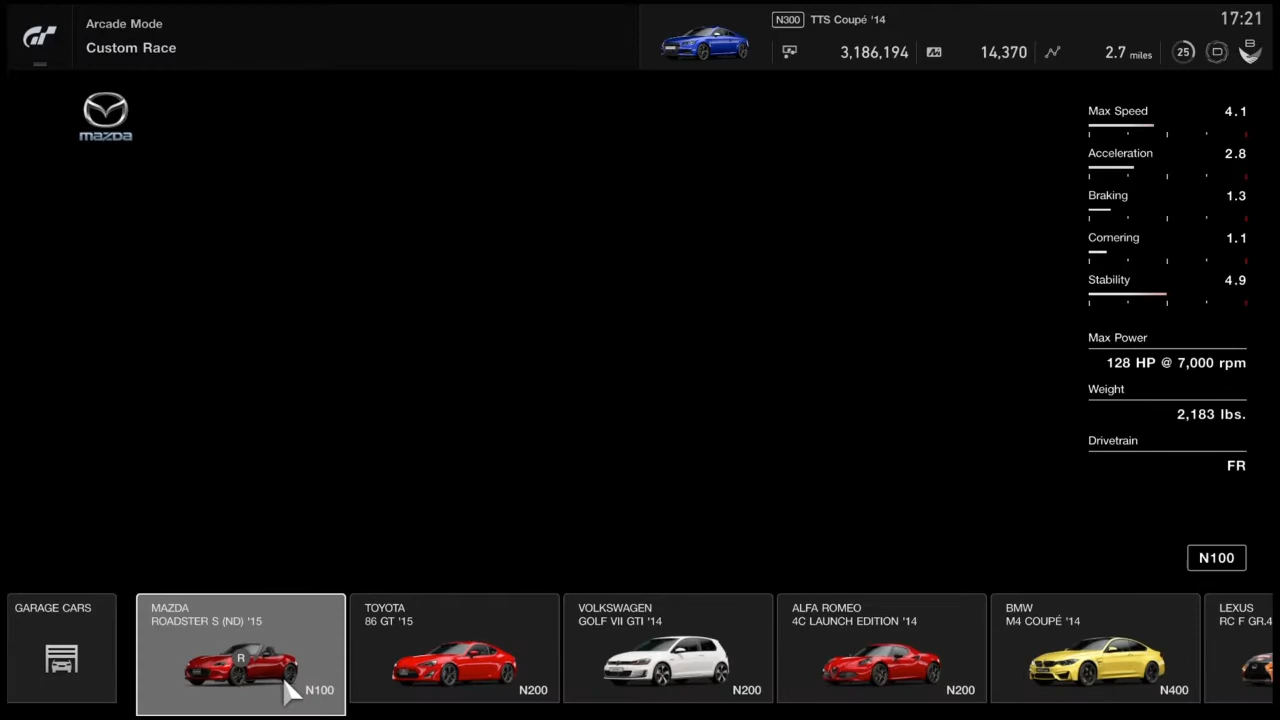 Arcade Mode
Custom Race
N300 TTS Coupé '14
3,186,194 14,370 2.7 miles 25 B
17:21
mazda
Max Speed 4.1
Acceleration 2.8
Braking 1.3
Cornering 1.1
Stability 4.9
Max Power
128 HP @ 7,000 rpm
Weight
2,183 lbs.
Drivetrain
FR
N100
GARAGE CARS
MAZDA
ROADSTER S (ND) '15
R
N100
TOYOTA
86 GT '15
N200
VOLKSWAGEN
GOLF VII GTI '14
N200
ALFA ROMEO
4C LAUNCH EDITION '14
N200
BMW
M4 COUPÉ '14
N400
LEXUS
RC F GR.4